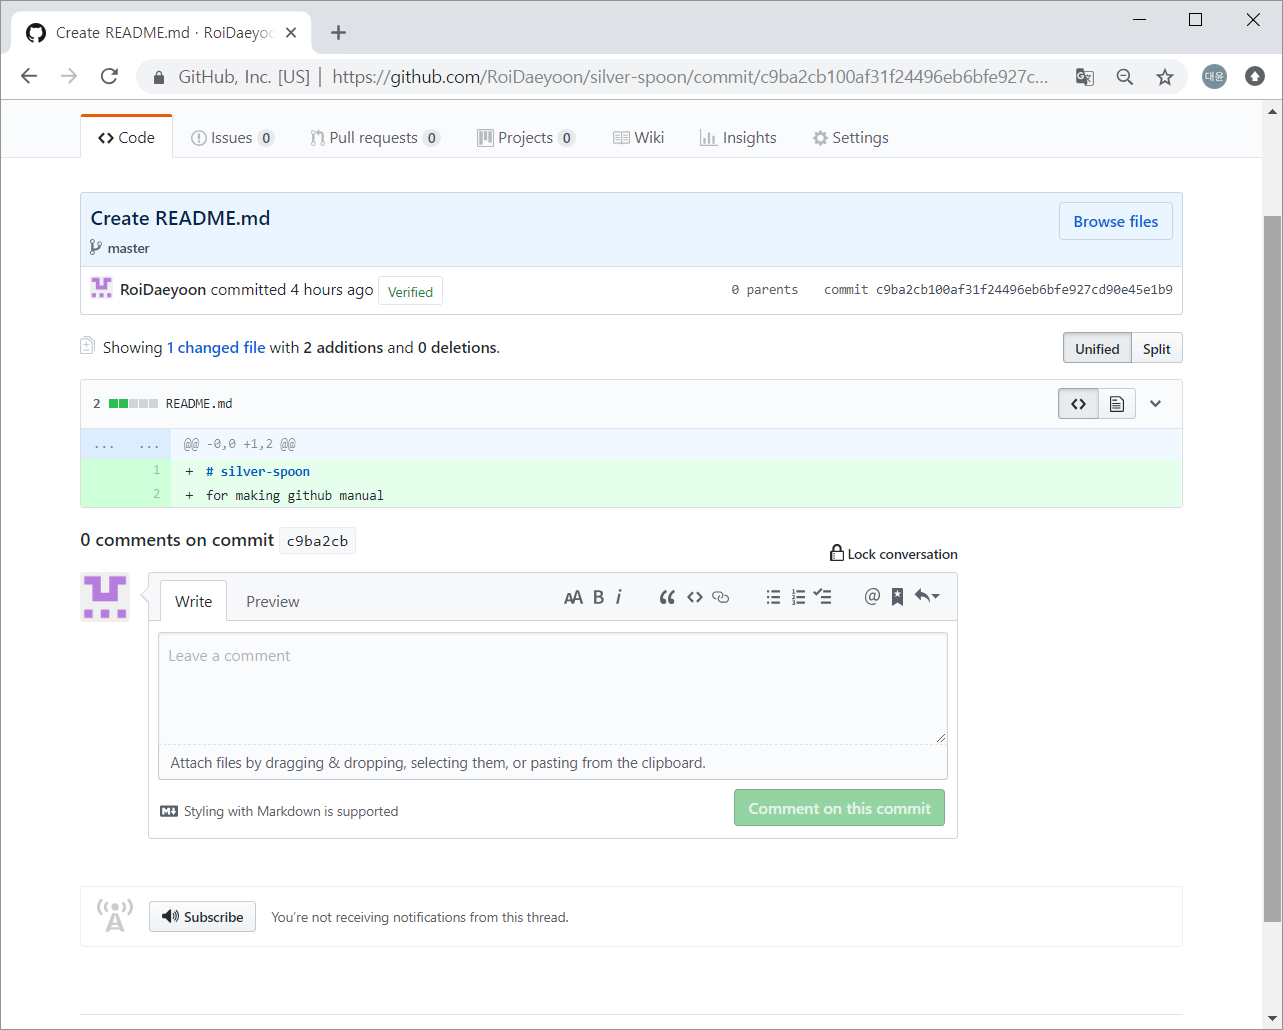 Create README.md · RoiDaeyoo
GitHub, Inc. [US] | https://github.com/RoiDaeyoon/silver-spoon/commit/c9ba2cb100af31f24496eb6bfe927c... 대윤
Code Issues 0 Pull requests 0 Projects 0 Wiki Insights Settings
Create README.md
Browse files
master
RoiDaeyoon committed 4 hours ago Verified 0 parents commit c9ba2cb100af31f24496eb6bfe927cd90e45e1b9
Showing 1 changed file with 2 additions and 0 deletions.
Unified Split
2 README.md
... ... @@ -0,0 +1,2 @@
1 + # silver-spoon
2 + for making github manual
0 comments on commit c9ba2cb
Lock conversation
Write Preview AA B i “ <> @
Leave a comment
Attach files by dragging & dropping, selecting them, or pasting from the clipboard.
Styling with Markdown is supported
Comment on this commit
Subscribe You’re not receiving notifications from this thread.